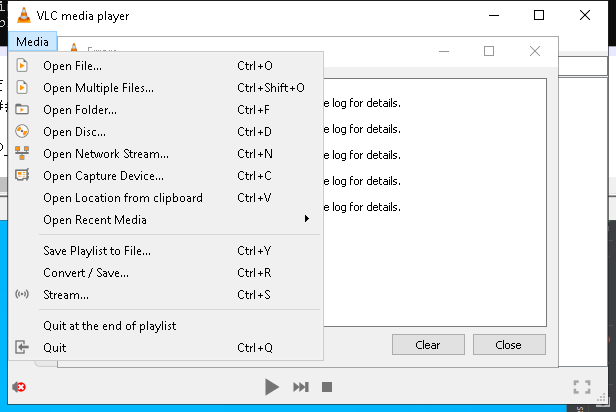 VLC media player
Media
Open File... Ctrl+O
Open Multiple Files... Ctrl+Shift+O
Open Folder... Ctrl+F
Open Disc... Ctrl+D
Open Network Stream... Ctrl+N
Open Capture Device... Ctrl+C
Open Location from clipboard Ctrl+V
Open Recent Media
Save Playlist to File... Ctrl+Y
Convert / Save... Ctrl+R
Stream... Ctrl+S
Quit at the end of playlist
Quit Ctrl+Q
log for details.
log for details.
log for details.
log for details.
log for details.
Clear Close